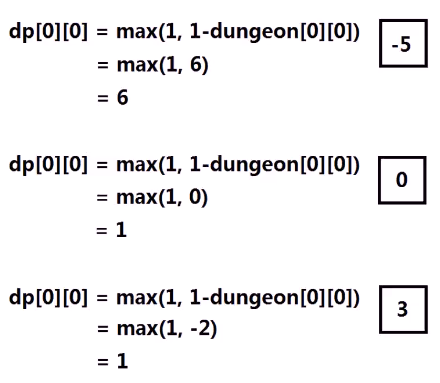 dp[0][0] = max(1, 1-dungeon[0][0]) -5
= max(1, 6)
= 6
dp[0][0] = max(1, 1-dungeon[0][0]) 0
= max(1, 0)
= 1
dp[0][0] = max(1, 1-dungeon[0][0]) 3
= max(1, -2)
= 1